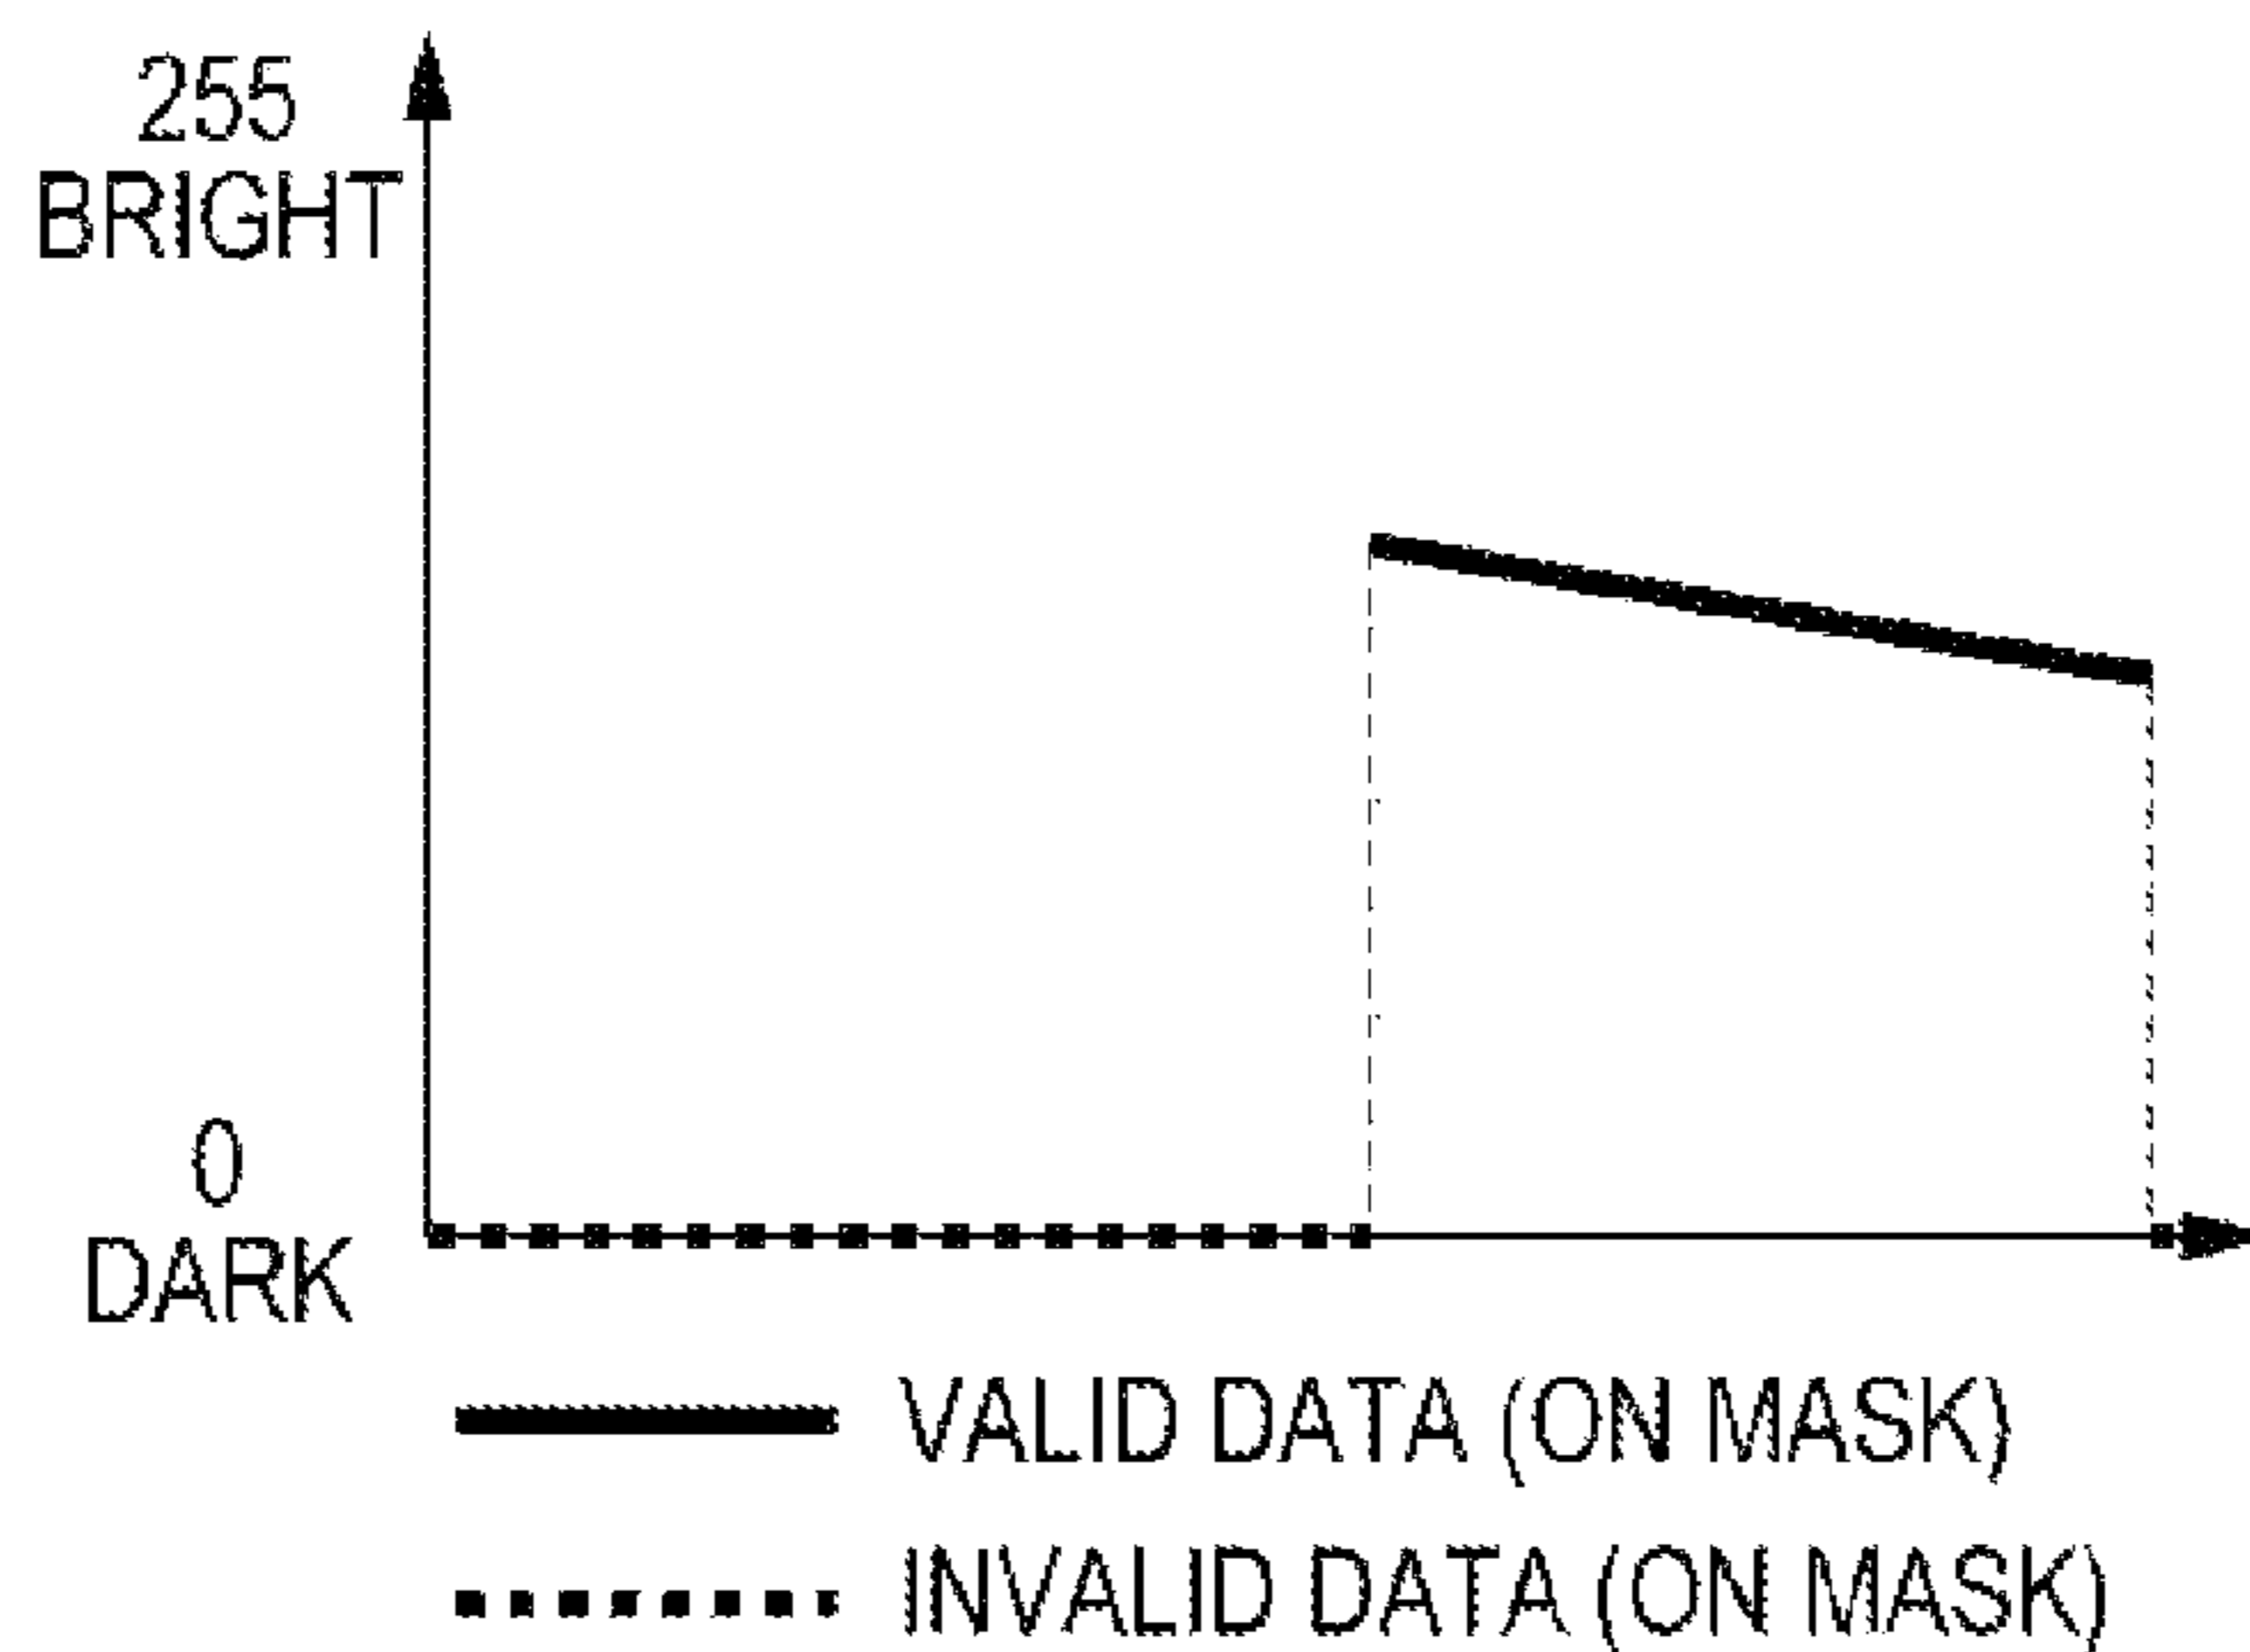 255
BRIGHT
0
DARK
VALID DATA (ON MASK)
INVALID DATA (ON MASK)